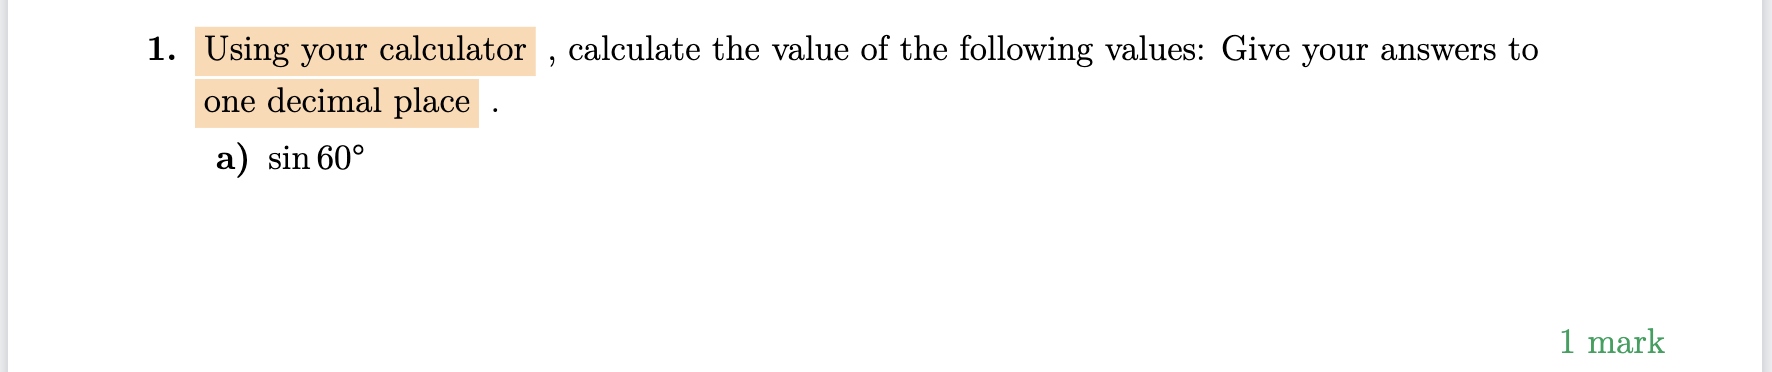 1. Using your calculator , calculate the value of the following values: Give your answers to
one decimal place .
a) sin 60°
1 mark